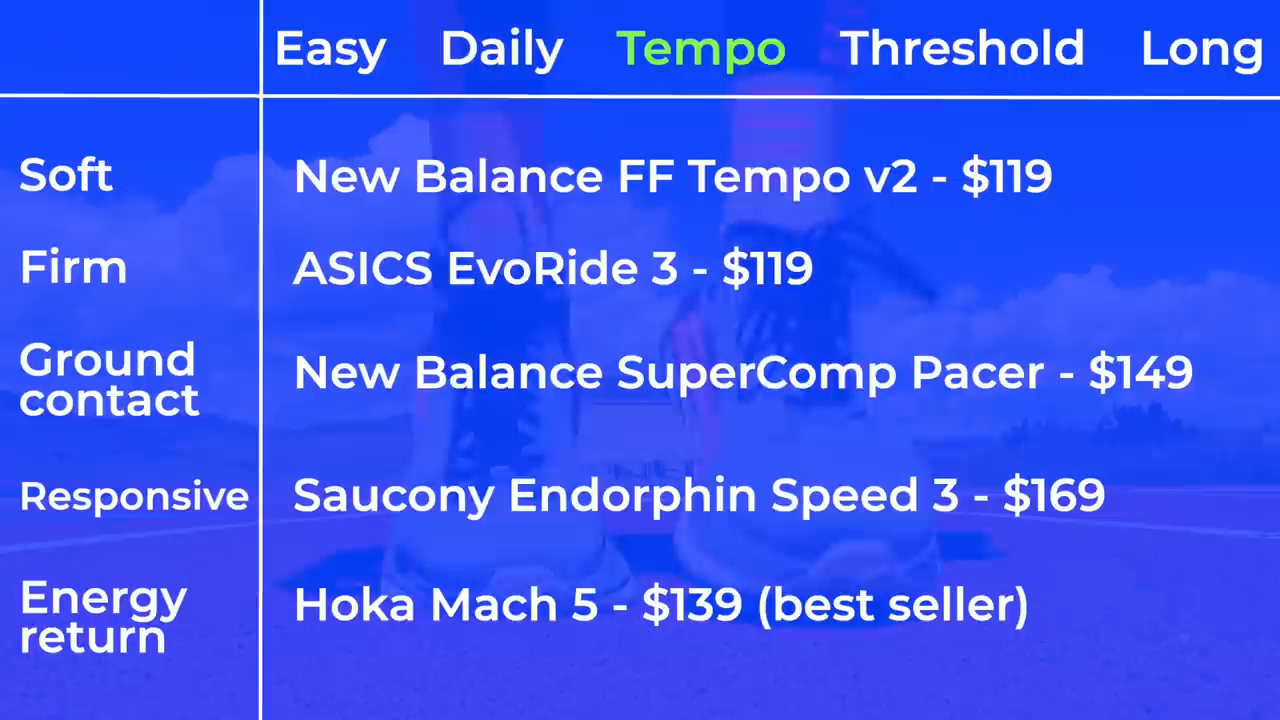 Easy Daily Tempo Threshold Long
Soft New Balance FF Tempo v2 - $119
Firm ASICS EvoRide 3 - $119
Ground
contact New Balance SuperComp Pacer - $149
Responsive Saucony Endorphin Speed 3 - $169
Energy
return Hoka Mach 5 - $139 (best seller)